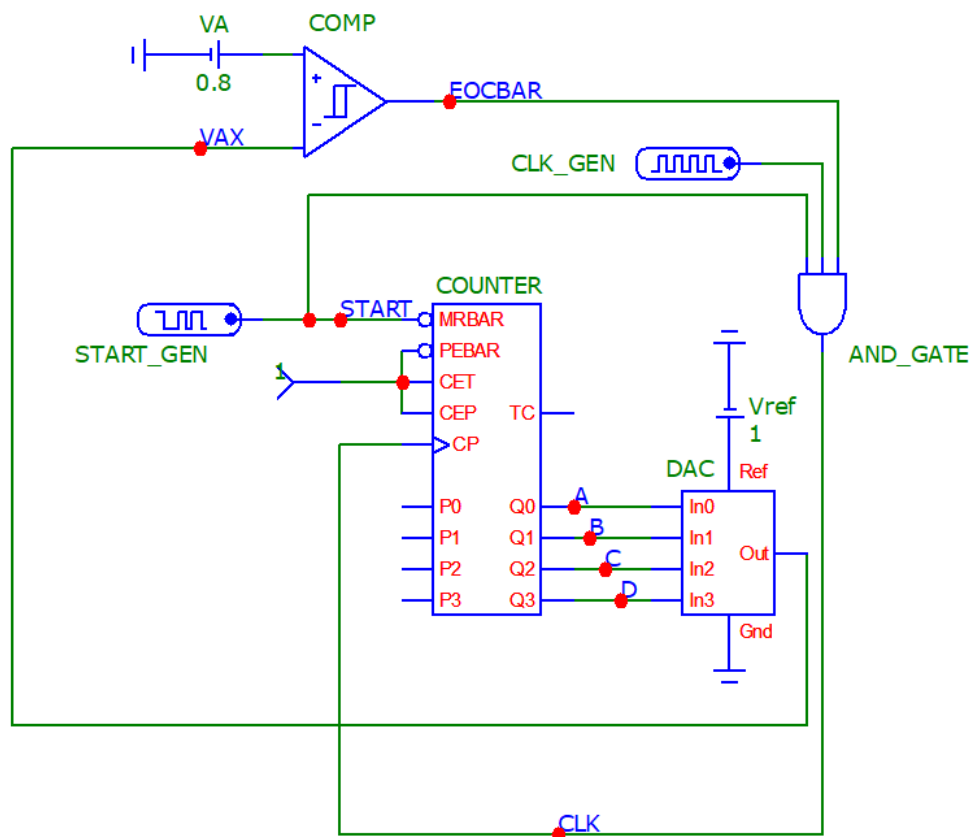 VA
COMP
0.8
+
-
EOCBAR
VAX
CLK_GEN
COUNTER
START
START_GEN
MRBAR
PEBAR
1
CET
CEP
TC
CP
AND_GATE
Vref
1
DAC
Ref
P0
Q0
A
In0
P1
Q1
B
In1
Out
P2
Q2
C
In2
P3
Q3
D
In3
Gnd
CLK